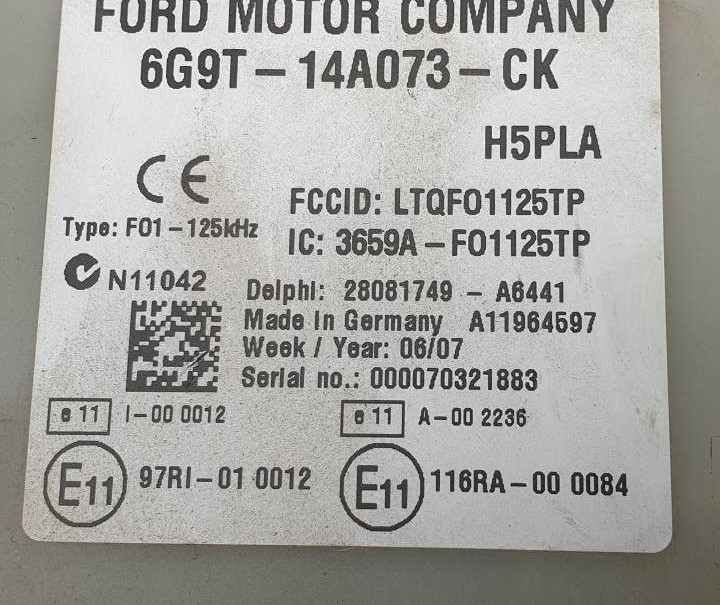 FORD MOTOR COMPANY
6G9T-14A073-CK
H5PLA
CE
FCCID: LTQFO1125TP
Type: FO1-125kHz
IC: 3659A-FO1125TP
N11042
Delphi: 28081749 - A6441
Made in Germany A11964597
Week / Year: 06/07
Serial no.: 000070321883
e 11 I-00 0012
e 11 A-00 2236
E11 97RI-01 0012
E11 116RA-00 0084